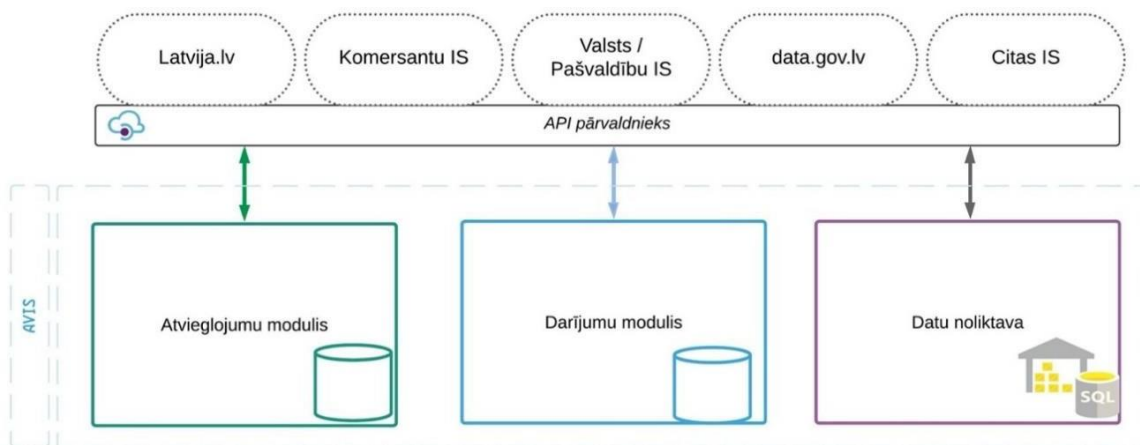 Latvija.lv
Komersantu IS
Valsts /
Pašvaldību IS
data.gov.lv
Citas IS
API pārvaldnieks
AVIS
Atvieglojumu modulis
Darījumu modulis
Datu noliktava
SQL